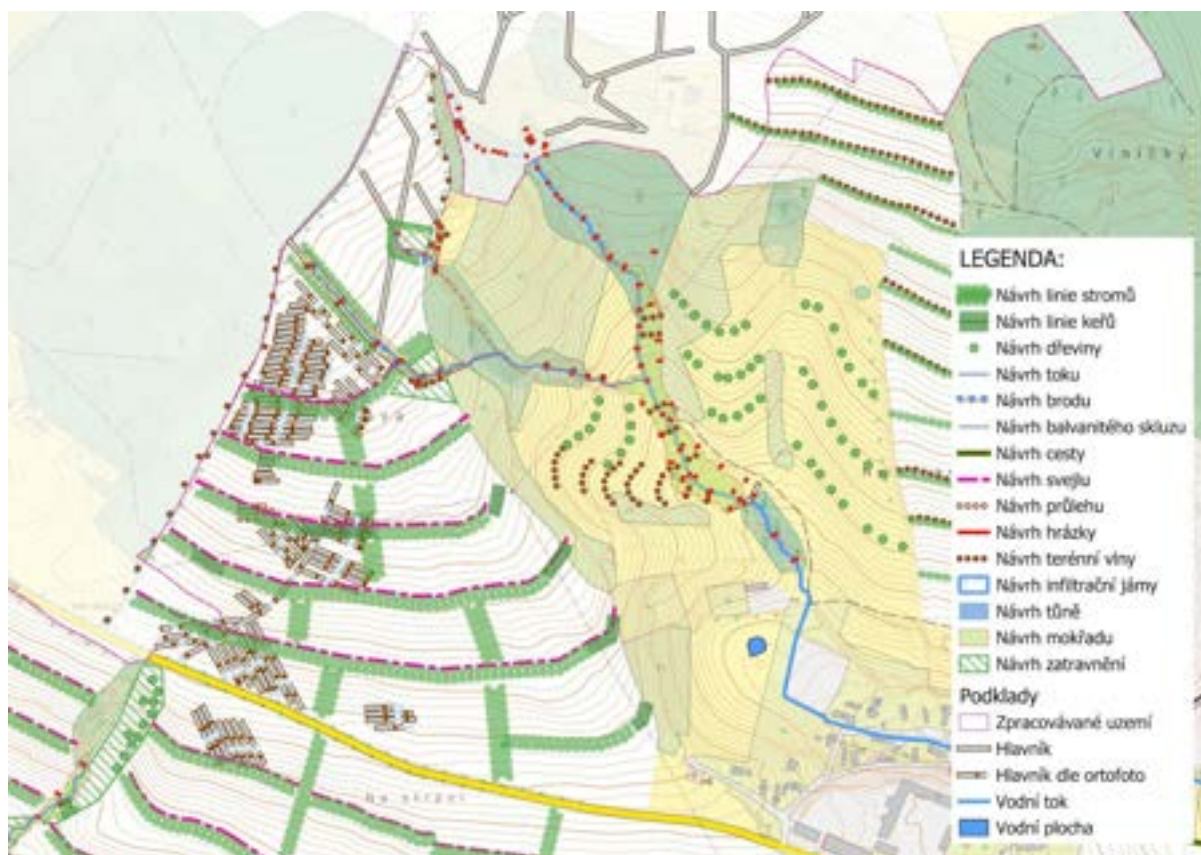 Viničky
LEGENDA:
Návrh linie stromů
Návrh linie keřů
Návrh dřeviny
Návrh toku
Návrh brodu
Návrh balvanitého skluzu
Návrh cesty
Návrh svejlu
Návrh průlehu
Návrh hrázky
Návrh terénní vlny
Návrh infiltrační jámy
Návrh tůně
Návrh mokřadu
Návrh zatravnění
Podklady
Zpracovávané uzemí
Hlavník
Hlavník dle ortofoto
Vodní tok
Vodní plocha